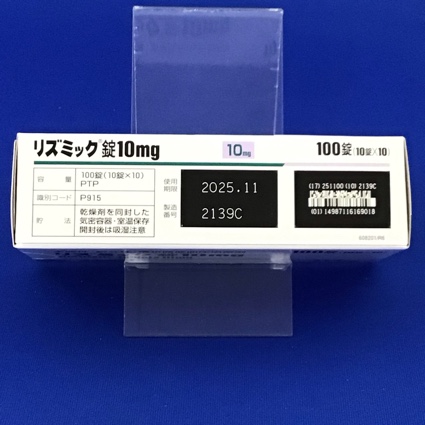 リズミック®錠10mg
10mg
100錠(10錠×10)
容量
100錠(10錠×10)
PTP
識別コード
P915
貯法
乾燥剤を同封した
気密容器・室温保存
開封後は吸湿注意
使用
期限
2025.11
製造
番号
2139C
(17) 251100 (10) 2139C
(01) 14987116169018